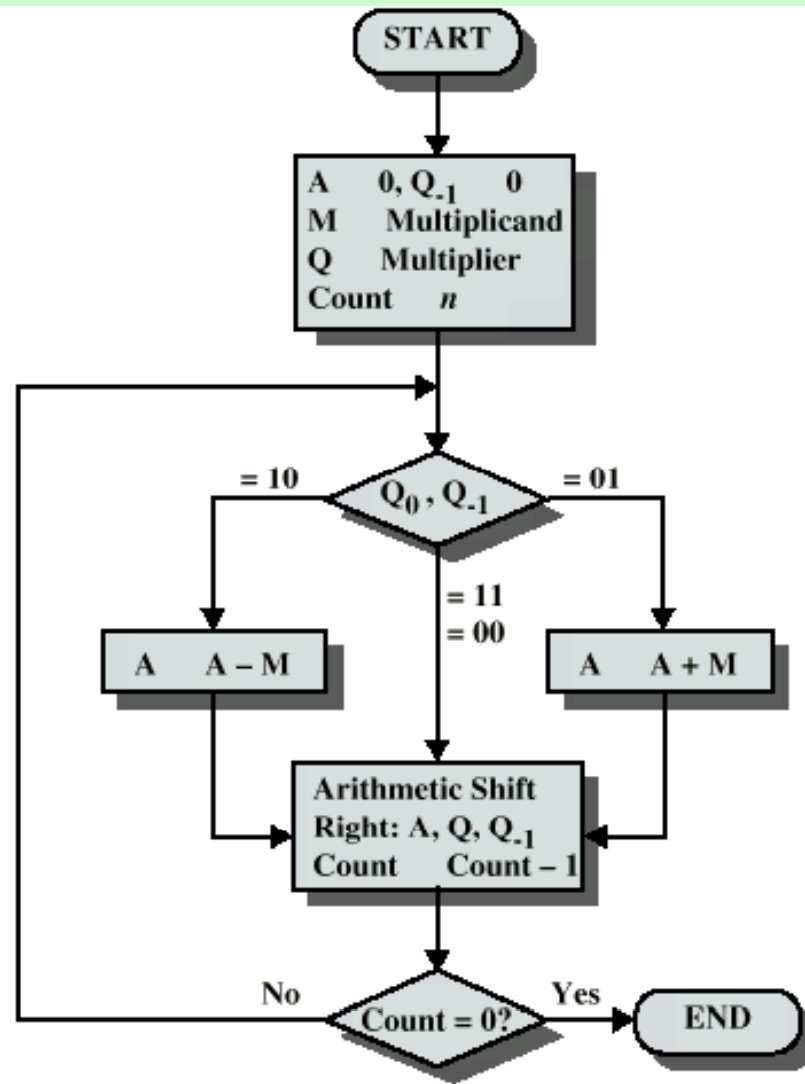 START
A 0, Q-1 0
M Multiplicand
Q Multiplier
Count n
= 10
Q0, Q-1
= 01
= 11
= 00
A A – M
A A + M
Arithmetic Shift
Right: A, Q, Q-1
Count Count – 1
No
Count = 0?
Yes
END